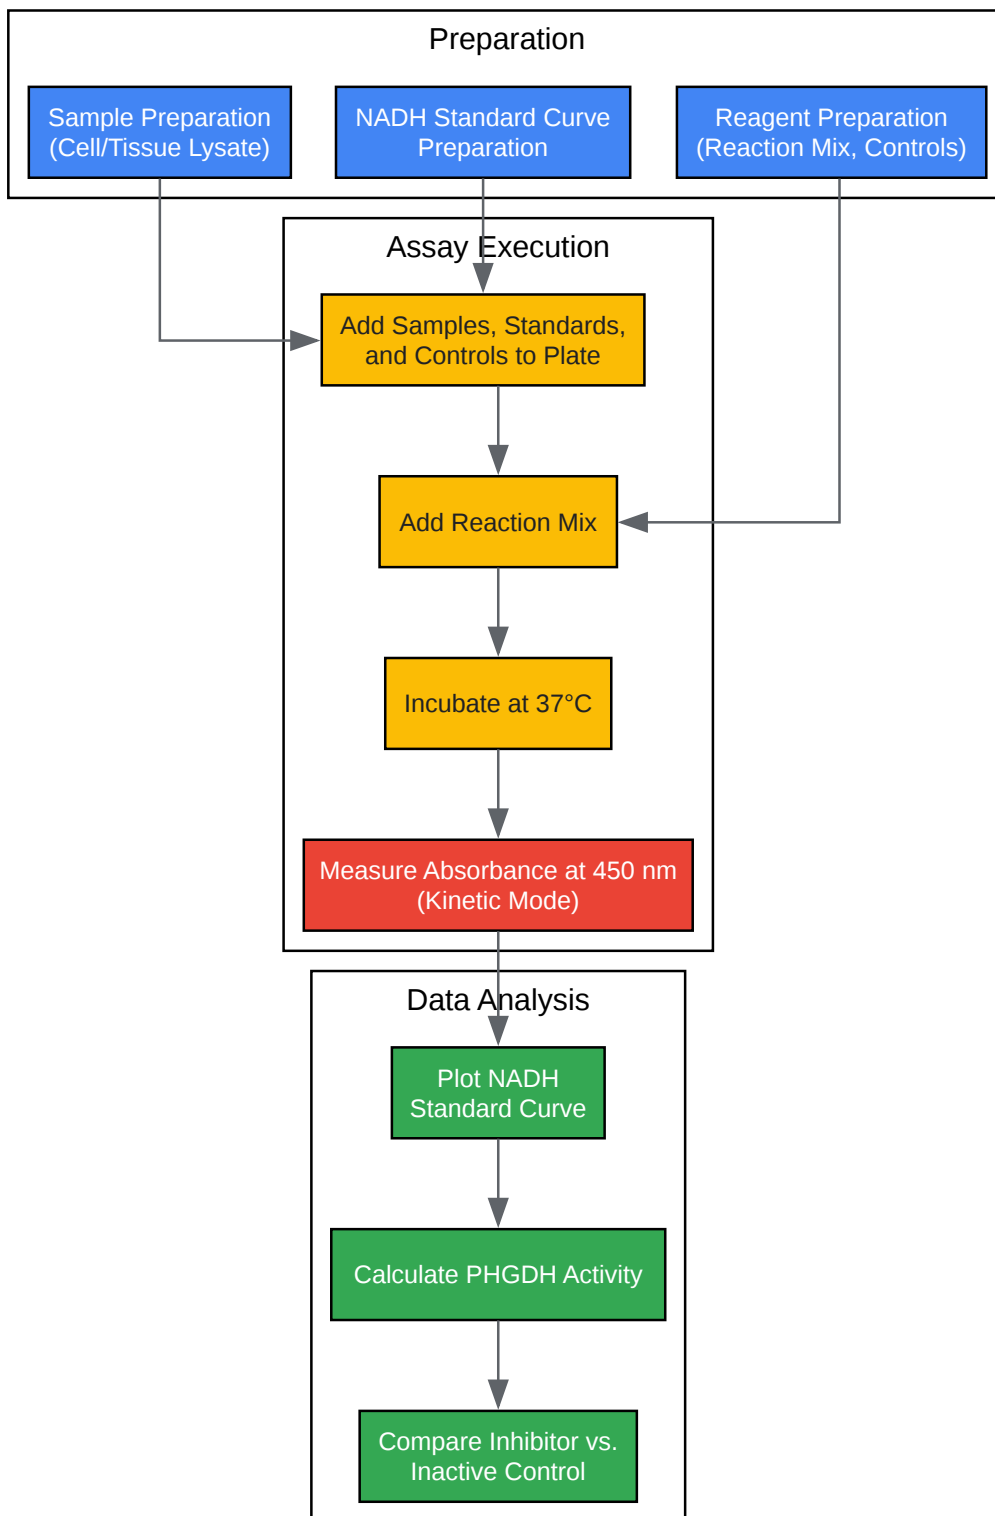 Preparation
Sample Preparation
(Cell/Tissue Lysate)
NADH Standard Curve
Preparation
Reagent Preparation
(Reaction Mix, Controls)
Assay Execution
Add Samples, Standards,
and Controls to Plate
Add Reaction Mix
Incubate at 37°C
Measure Absorbance at 450 nm
(Kinetic Mode)
Data Analysis
Plot NADH
Standard Curve
Calculate PHGDH Activity
Compare Inhibitor vs.
Inactive Control